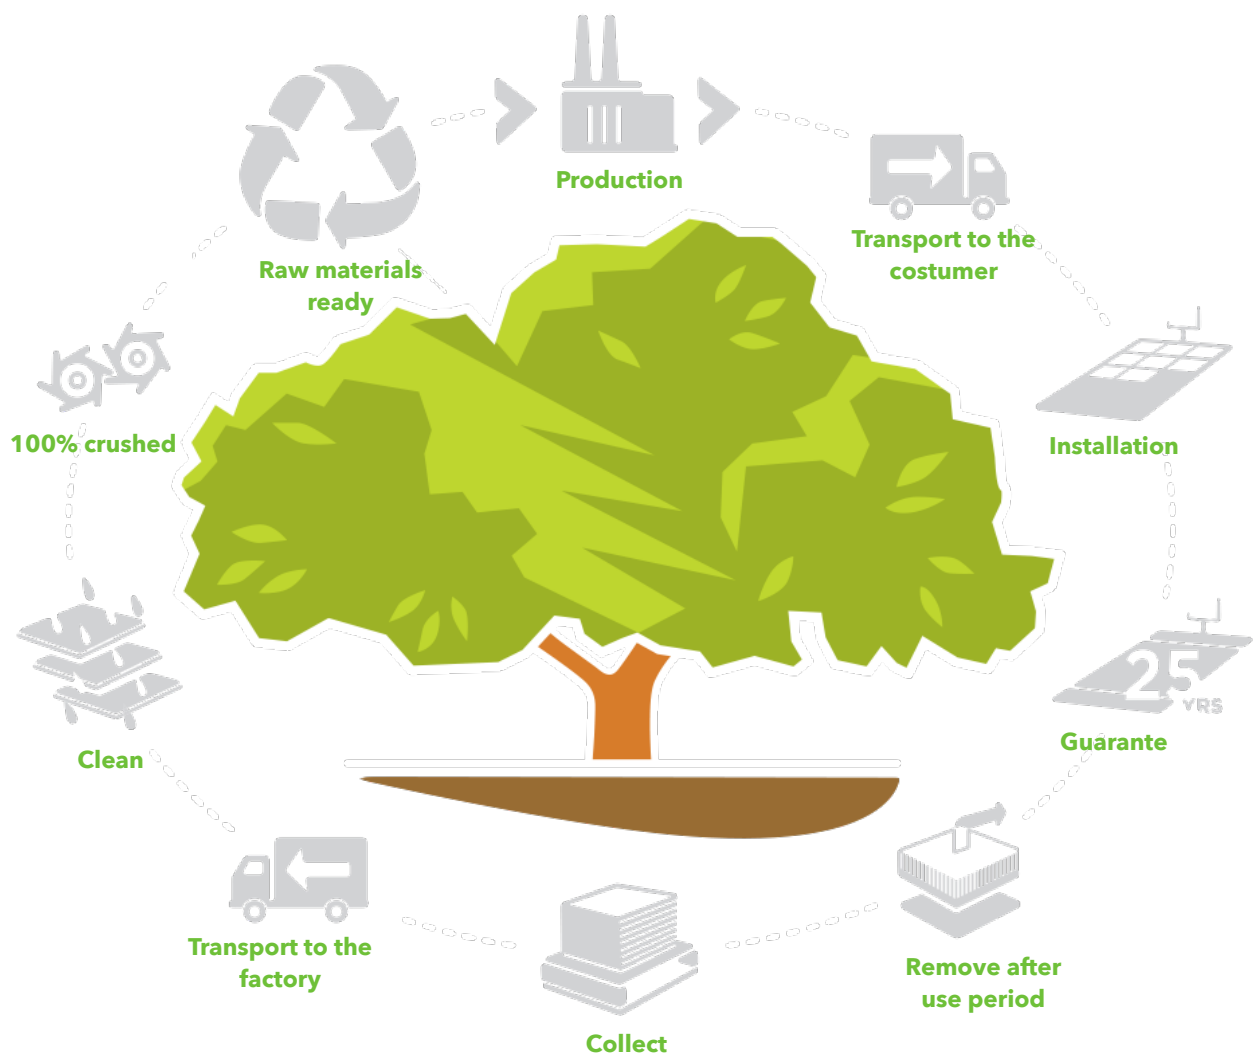 Production
Transport to the
costumer
Installation
25
YRS
Guarante
Remove after
use period
Collect
Transport to the
factory
Clean
100% crushed
Raw materials
ready